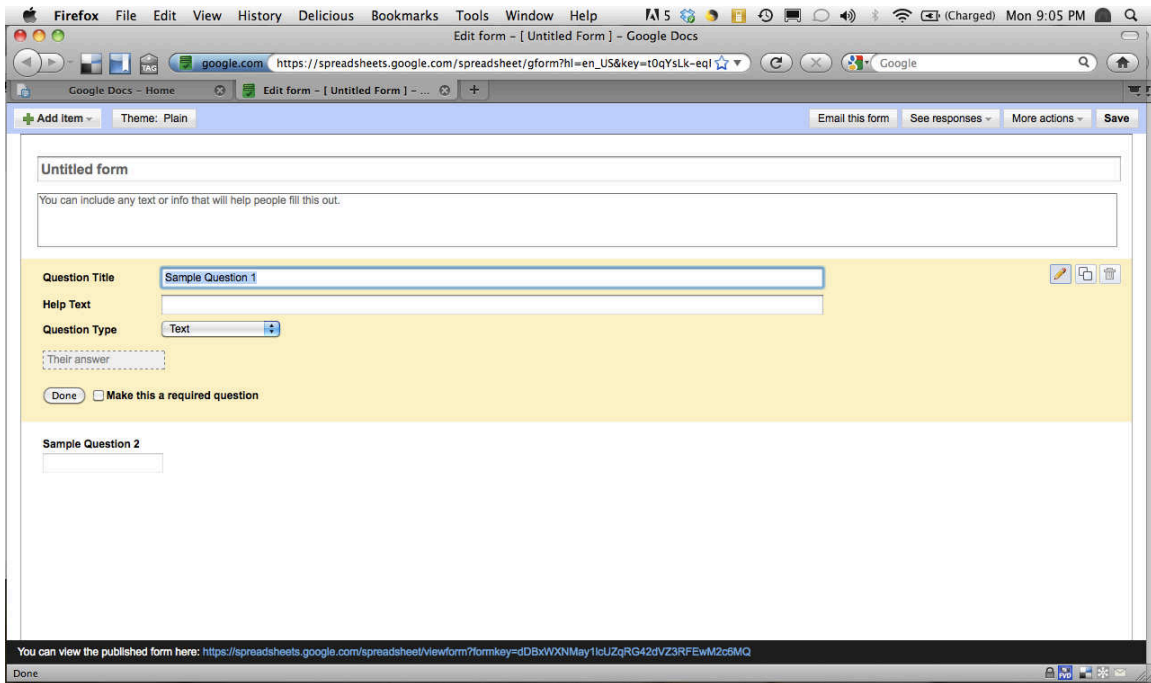 Firefox File Edit View History Delicious Bookmarks Tools Window Help 5 (Charged) Mon 9:05 PM
Edit form – [ Untitled Form ] – Google Docs
TAG google.com https://spreadsheets.google.com/spreadsheet/gform?hl=en_US&key=t0qYsLk-eql Google
Google Docs – Home Edit form – [ Untitled Form ] – ... +
Add item Theme: Plain Email this form See responses More actions Save
Untitled form
You can include any text or info that will help people fill this out.
Question Title Sample Question 1
Help Text
Question Type Text
Their answer
Done Make this a required question
Sample Question 2
You can view the published form here: https://spreadsheets.google.com/spreadsheet/viewform?formkey=dDBxWXNMay1lcUZqRG42dVZ3RFEwM2c6MQ
Done